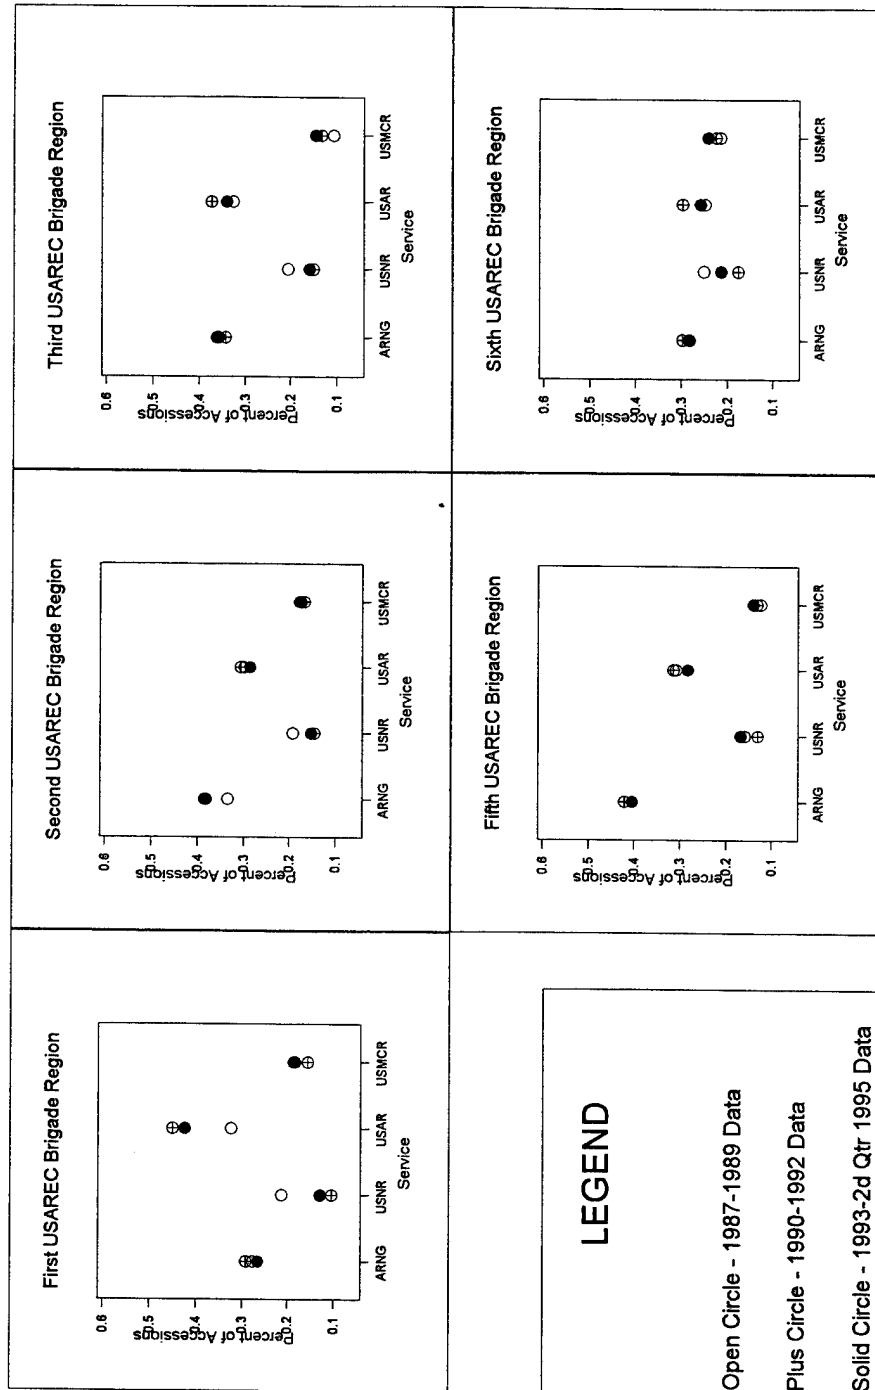 First USAREC Brigade Region
Percent of Accessions
0.6
0.5
0.4
0.3
0.2
0.1
ARNG USNR USAR USMCR
Service
Second USAREC Brigade Region
Percent of Accessions
0.6
0.5
0.4
0.3
0.2
0.1
ARNG USNR USAR USMCR
Service
Third USAREC Brigade Region
Percent of Accessions
0.6
0.5
0.4
0.3
0.2
0.1
ARNG USNR USAR USMCR
Service
LEGEND
Open Circle - 1987-1989 Data
Plus Circle - 1990-1992 Data
Solid Circle - 1993-2d Qtr 1995 Data
Fifth USAREC Brigade Region
Percent of Accessions
0.6
0.5
0.4
0.3
0.2
0.1
ARNG USNR USAR USMCR
Service
Sixth USAREC Brigade Region
Percent of Accessions
0.6
0.5
0.4
0.3
0.2
0.1
ARNG USNR USAR USMCR
Service